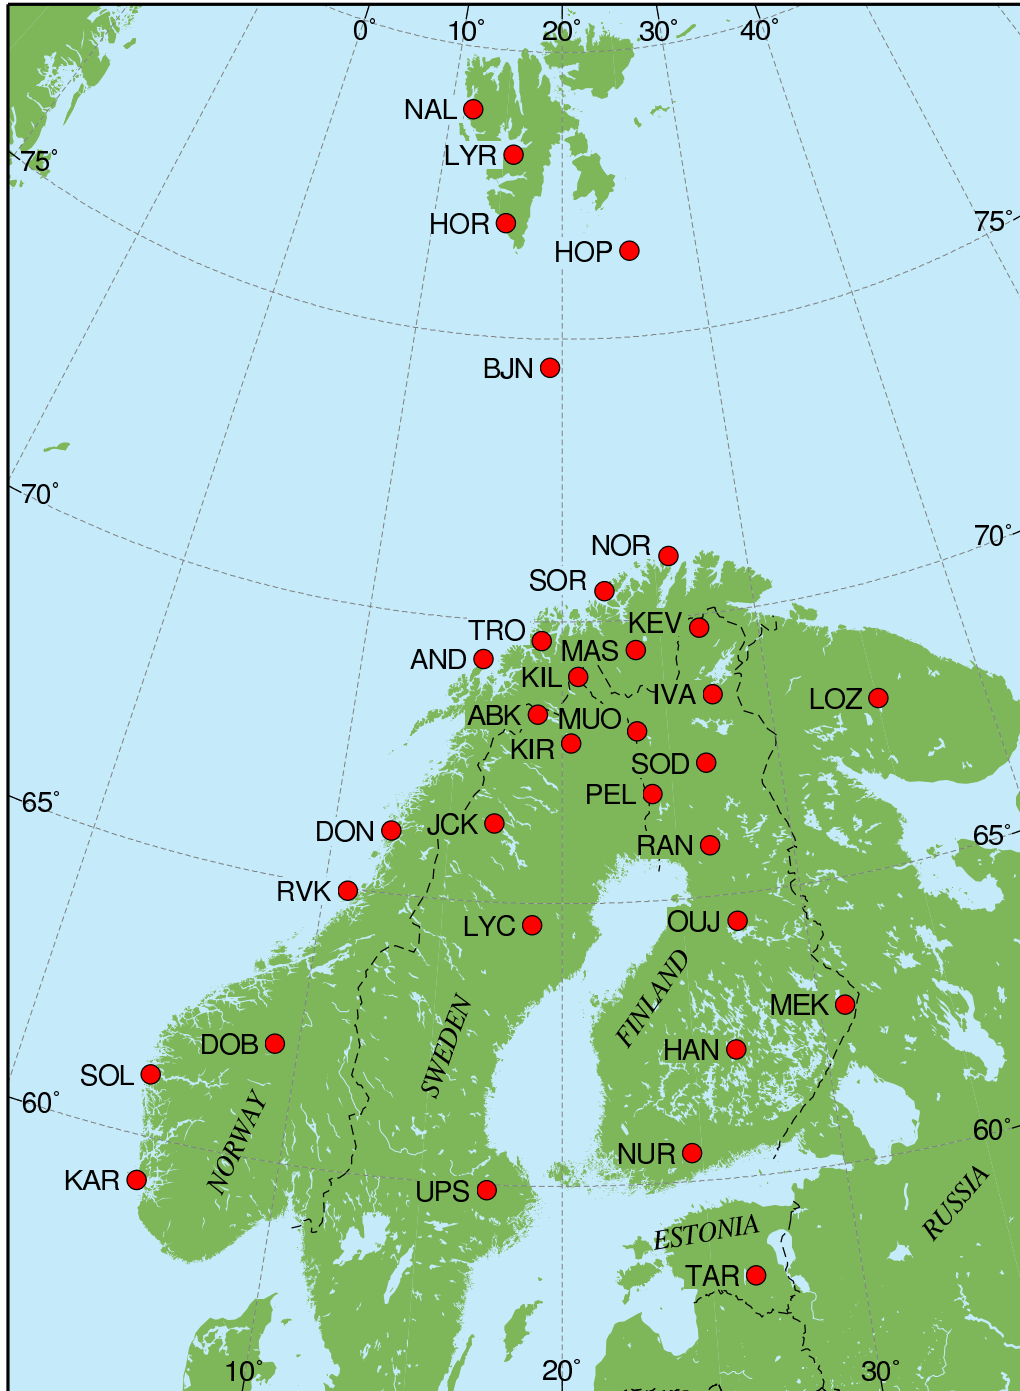 0° 10° 20° 30° 40°
NAL
LYR
75°
HOR
75°
HOP
BJN
70°
70°
NOR
SOR
KEV
TRO
MAS
AND
KIL
IVA
LOZ
ABK
MUO
KIR
SOD
PEL
65°
JCK
DON
65°
RAN
RVK
OUJ
LYC
FINLAND
MEK
SWEDEN
DOB
HAN
SOL
60°
60°
NORWAY
NUR
KAR
UPS
RUSSIA
ESTONIA
TAR
10° 20° 30°